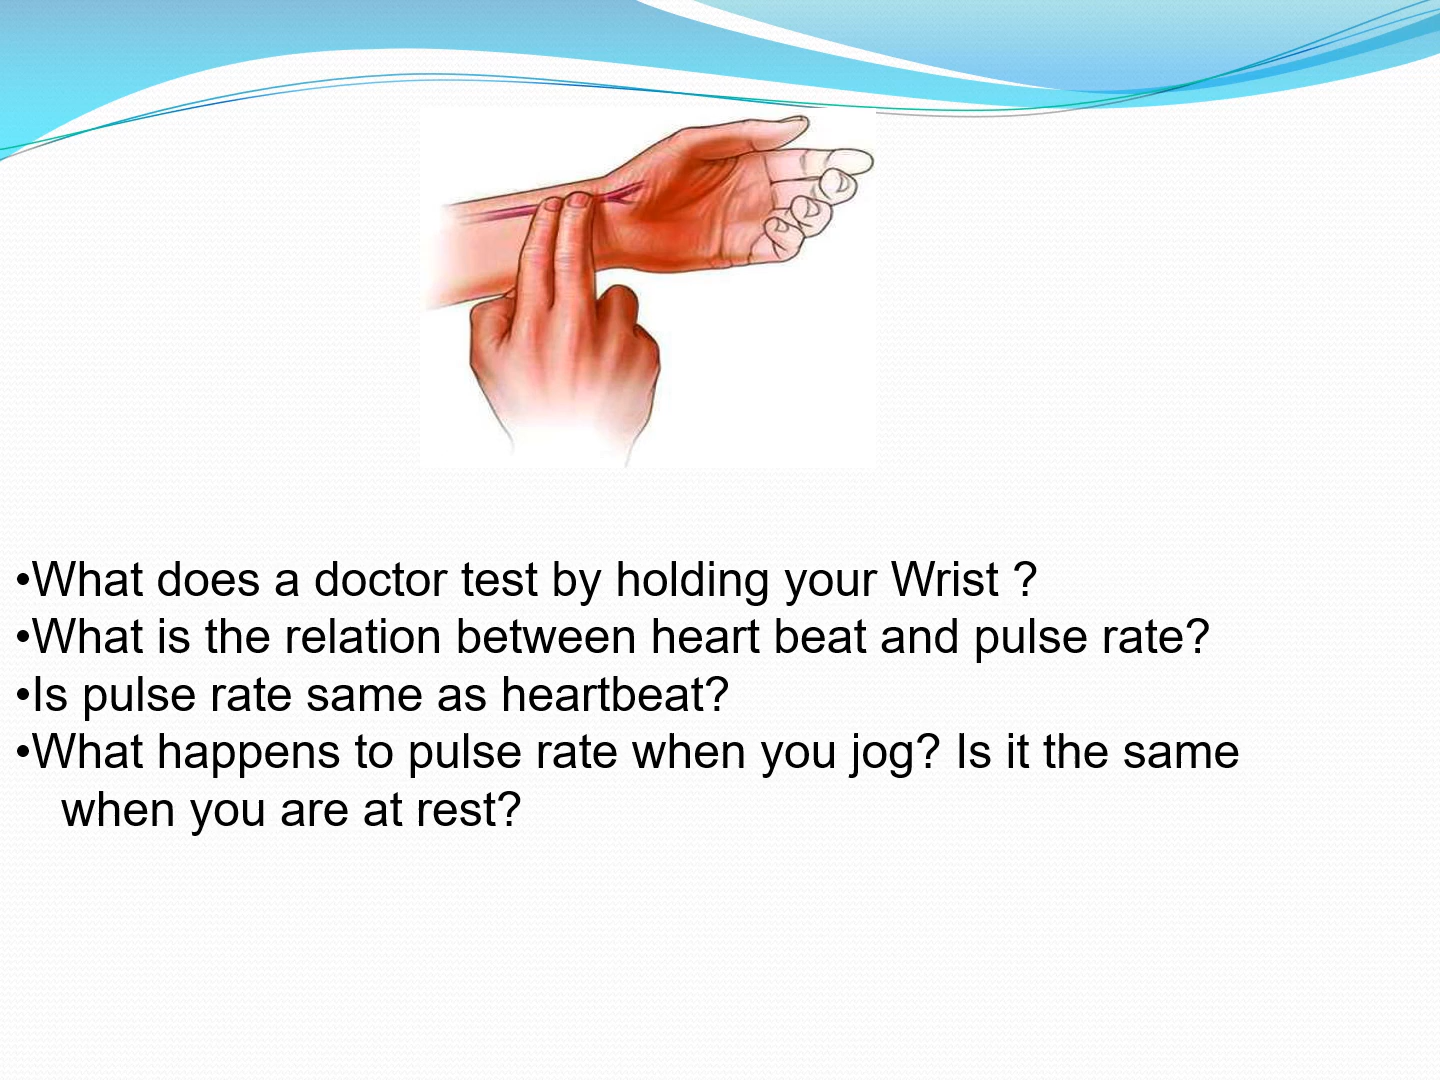 •What does a doctor test by holding your Wrist ?
•What is the relation between heart beat and pulse rate?
•Is pulse rate same as heartbeat?
•What happens to pulse rate when you jog? Is it the same
when you are at rest?